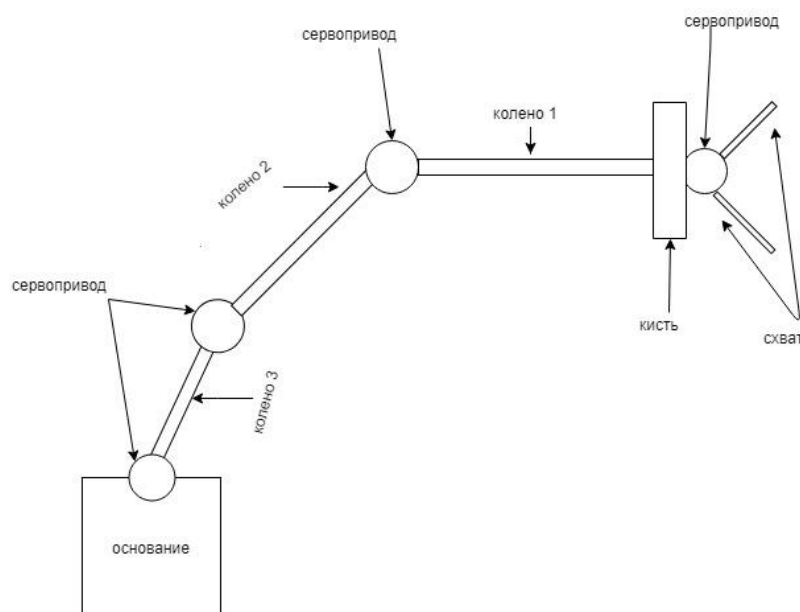 сервопривод
сервопривод
колено 1
колено 2
сервопривод
кисть
схват
колено 3
основание